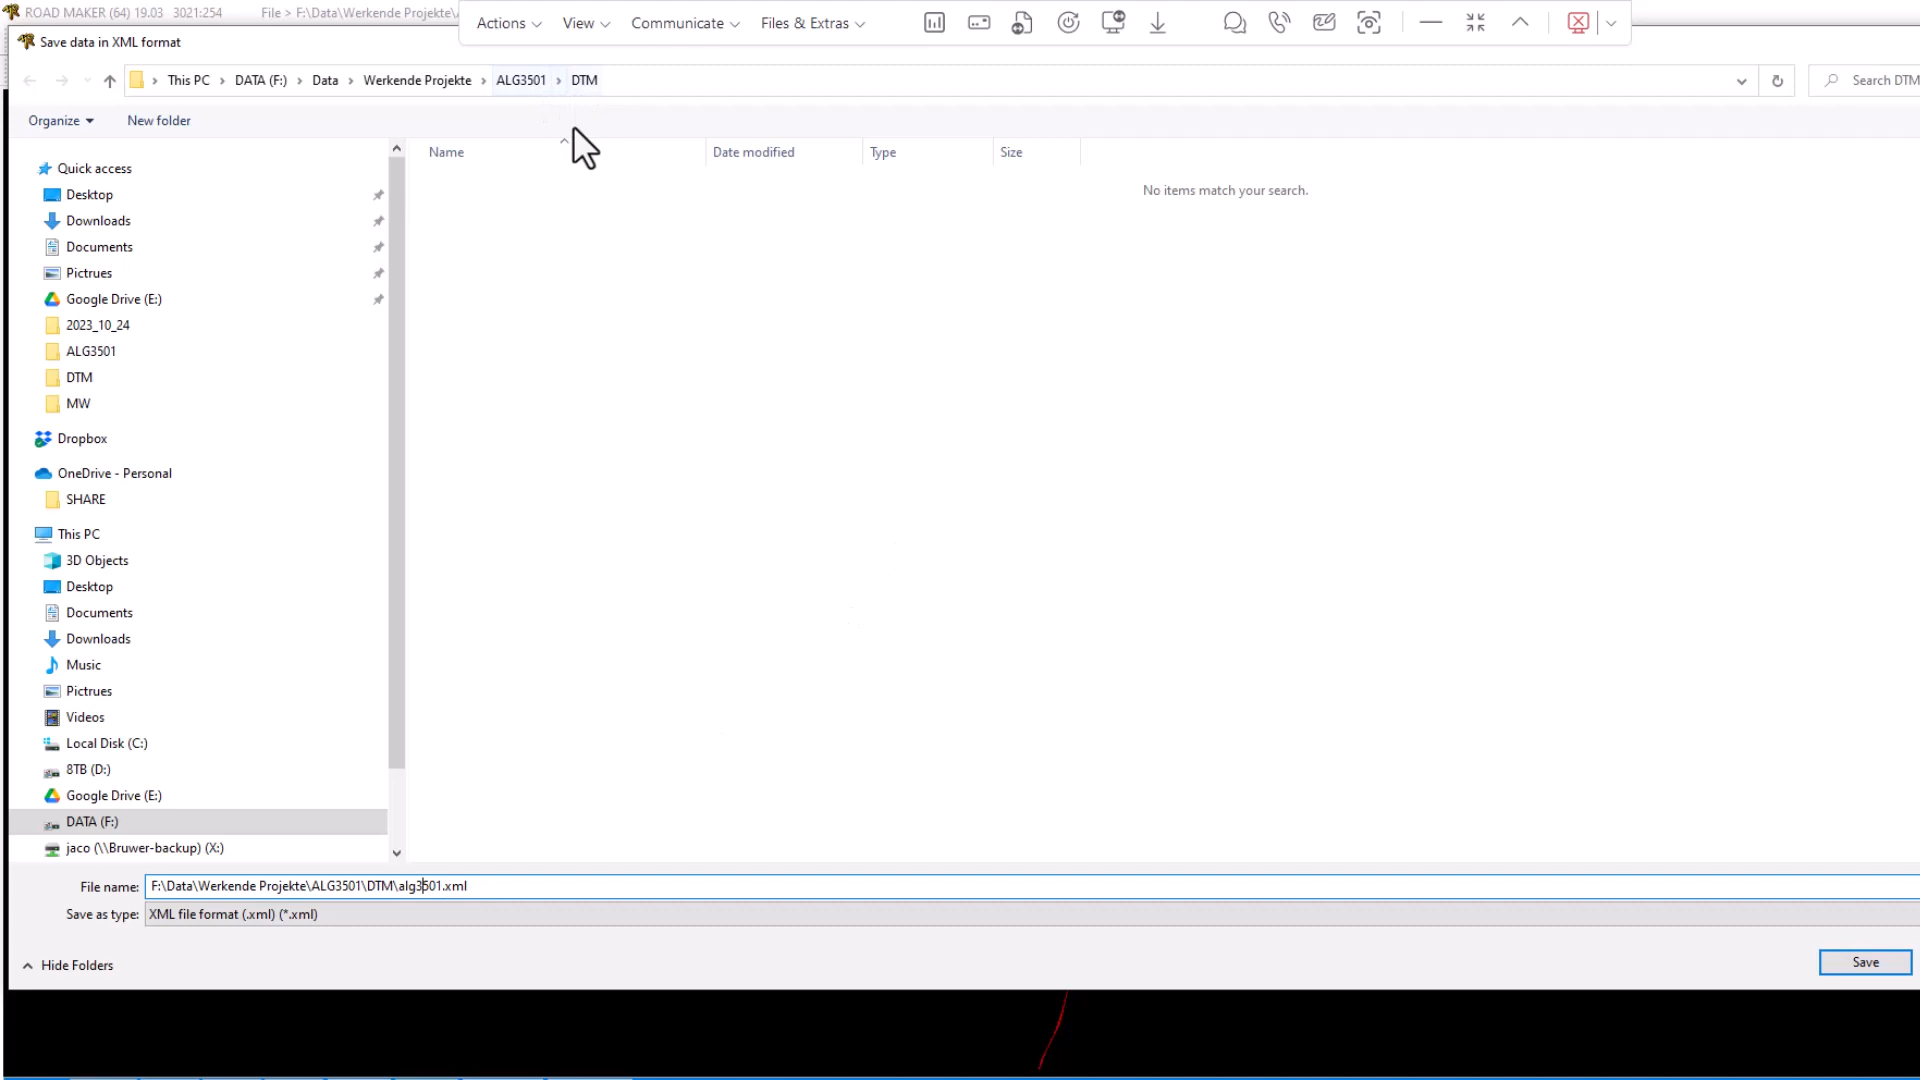 ROAD MAKER (64) 19.03 3021:254 File > F:\Data\Werkende Projekte\
Actions View Communicate Files & Extras
Save data in XML format
This PC DATA (F:) Data Werkende Projekte ALG3501 DTM Search DTM
Organize New folder
Name Date modified Type Size
No items match your search.
Quick access
Desktop
Downloads
Documents
Pictrues
Google Drive (E:)
2023_10_24
ALG3501
DTM
MW
Dropbox
OneDrive - Personal
SHARE
This PC
3D Objects
Desktop
Documents
Downloads
Music
Pictrues
Videos
Local Disk (C:)
8TB (D:)
Google Drive (E:)
DATA (F:)
jaco (\\Bruwer-backup) (X:)
File name: F:\Data\Werkende Projekte\ALG3501\DTM\alg3501.xml
Save as type: XML file format (.xml) (*.xml)
Hide Folders
Save